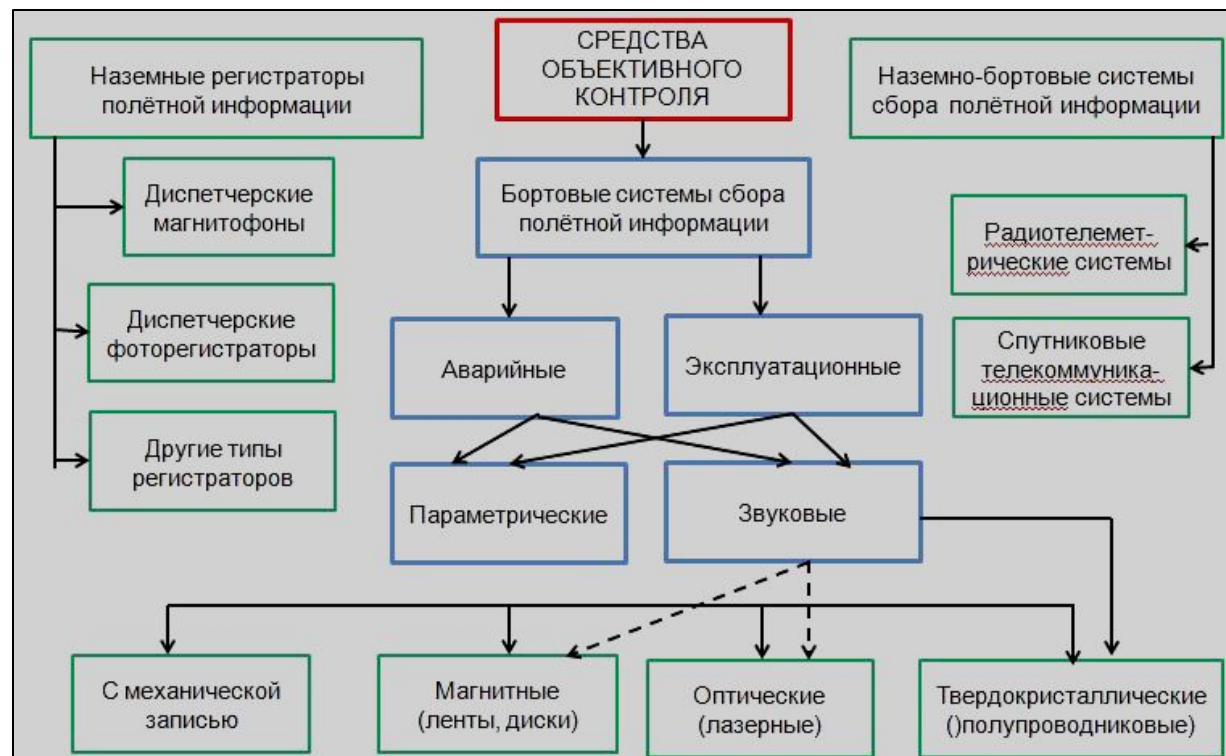 СРЕДСТВА
ОБЪЕКТИВНОГО
КОНТРОЛЯ
Наземные регистраторы
полётной информации
Наземно-бортовые системы
сбора полётной информации
Диспетчерские
магнитофоны
Бортовые системы сбора
полётной информации
Радиотелемет-
рические системы
Диспетчерские
фоторегистраторы
Аварийные
Эксплуатационные
Спутниковые
телекоммуника-
ционные системы
Другие типы
регистраторов
Параметрические
Звуковые
С механической
записью
Магнитные
(ленты, диски)
Оптические
(лазерные)
Твердокристаллические
()полупроводниковые)